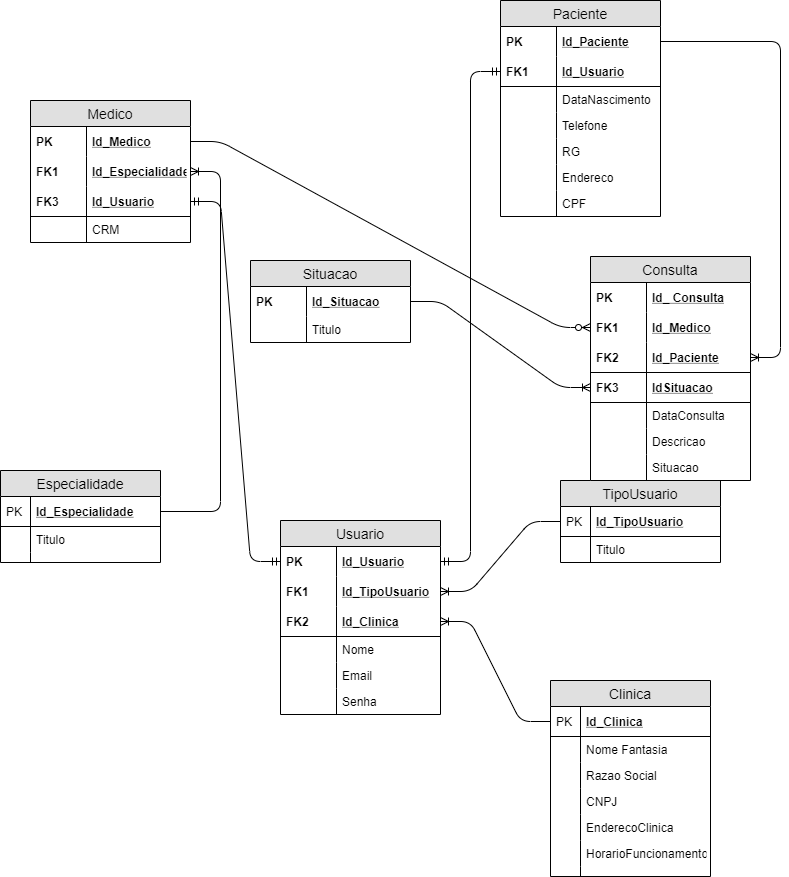 Paciente
PK Id_Paciente
FK1 Id_Usuario
DataNascimento
Telefone
RG
Endereco
CPF
Medico
PK Id_Medico
FK1 Id_Especialidade
FK3 Id_Usuario
CRM
Situacao
PK Id_Situacao
Titulo
Consulta
PK Id_ Consulta
FK1 Id_Medico
FK2 Id_Paciente
FK3 IdSituacao
DataConsulta
Descricao
Situacao
Especialidade
PK Id_Especialidade
Titulo
TipoUsuario
PK Id_TipoUsuario
Titulo
Usuario
PK Id_Usuario
FK1 Id_TipoUsuario
FK2 Id_Clinica
Nome
Email
Senha
Clinica
PK Id_Clinica
Nome Fantasia
Razao Social
CNPJ
EnderecoClinica
HorarioFuncionamento